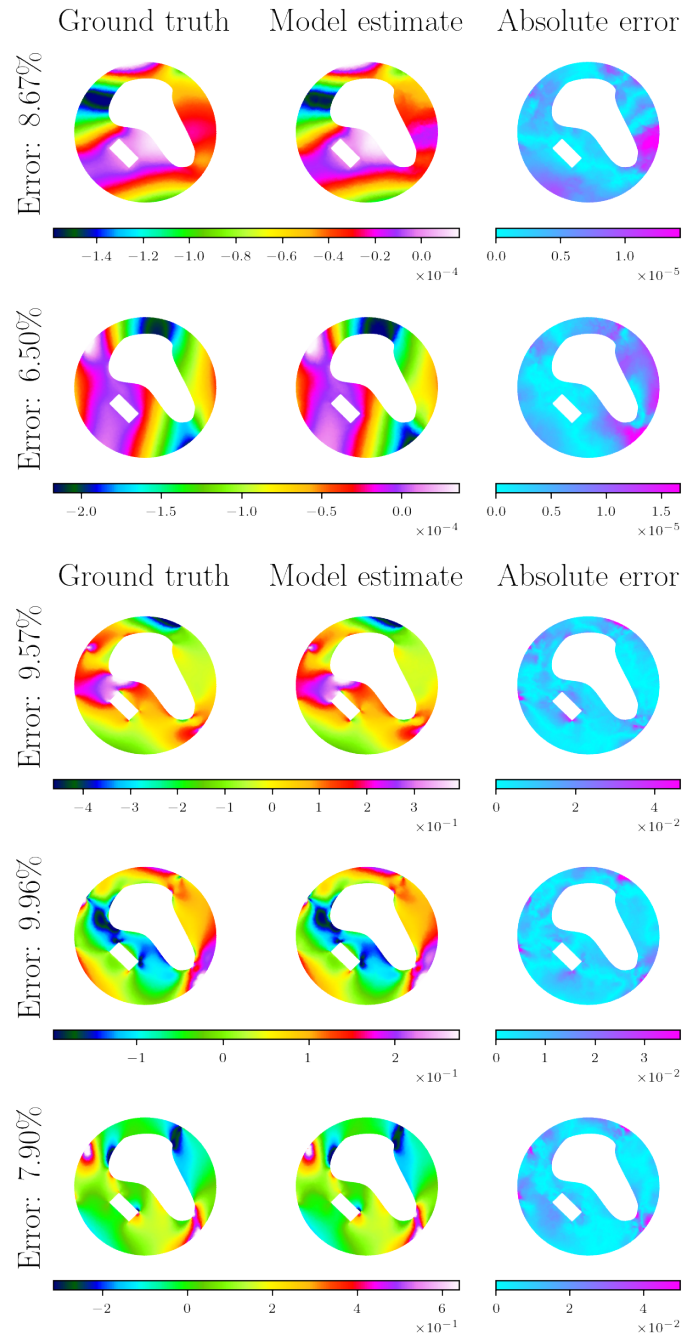 Ground truth Model estimate Absolute error
Error: 8.67%
−1.4 −1.2 −1.0 −0.8 −0.6 −0.4 −0.2 0.0 0.0 0.5 1.0
×10⁻⁴ ×10⁻⁵
Error: 6.50%
−2.0 −1.5 −1.0 −0.5 0.0 0.0 0.5 1.0 1.5
×10⁻⁴ ×10⁻⁵
Ground truth Model estimate Absolute error
Error: 9.57%
−4 −3 −2 −1 0 1 2 3 0 2 4
×10⁻¹ ×10⁻²
Error: 9.96%
−1 0 1 2 0 1 2 3
×10⁻¹ ×10⁻²
Error: 7.90%
−2 0 2 4 6 0 2 4
×10⁻¹ ×10⁻²